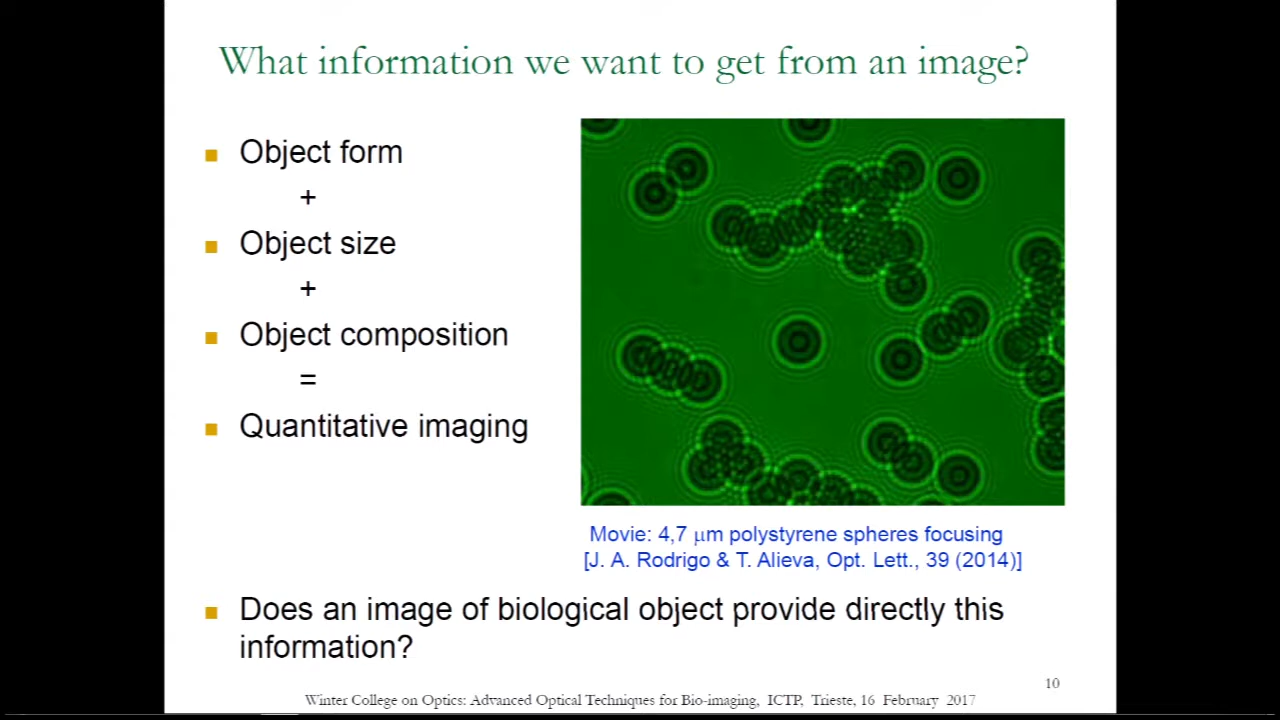 What information we want to get from an image?
Object form
+
Object size
+
Object composition
=
Quantitative imaging
Movie: 4,7 μm polystyrene spheres focusing
[J. A. Rodrigo & T. Alieva, Opt. Lett., 39 (2014)]
Does an image of biological object provide directly this
information?
10
Winter College on Optics: Advanced Optical Techniques for Bio-imaging, ICTP, Trieste, 16 February 2017